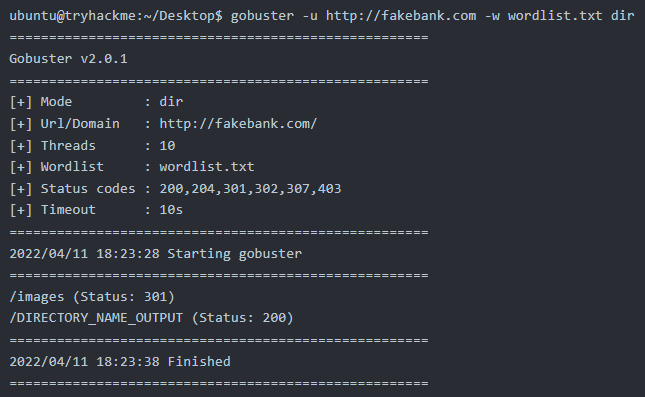 ubuntu@tryhackme:~/Desktop$ gobuster -u http://fakebank.com -w wordlist.txt dir
=====================================================
Gobuster v2.0.1
=====================================================
[+] Mode         : dir
[+] Url/Domain   : http://fakebank.com/
[+] Threads      : 10
[+] Wordlist     : wordlist.txt
[+] Status codes : 200,204,301,302,307,403
[+] Timeout      : 10s
=====================================================
2022/04/11 18:23:28 Starting gobuster
=====================================================
/images (Status: 301)
/DIRECTORY_NAME_OUTPUT (Status: 200)
=====================================================
2022/04/11 18:23:38 Finished
=====================================================